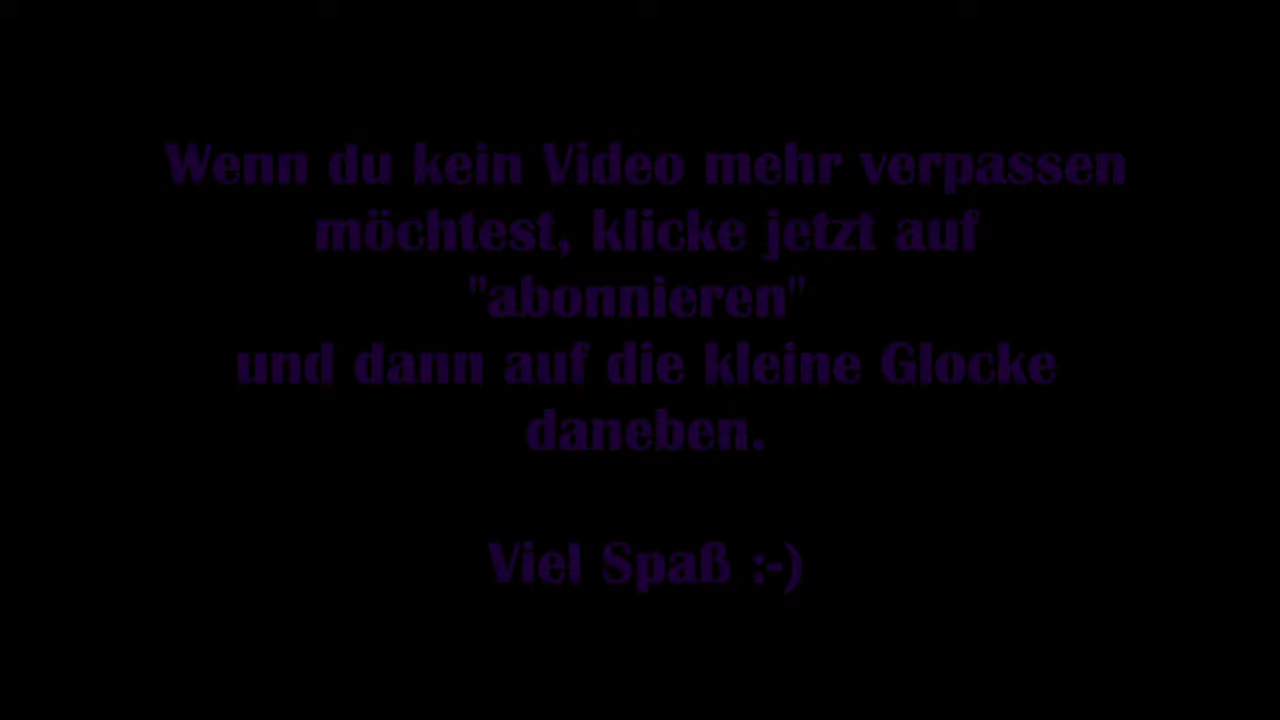 Wenn du kein Video mehr verpassen
möchtest, klicke jetzt auf
"abonnieren"
und dann auf die kleine Glocke
daneben.
Viel Spaß :-)